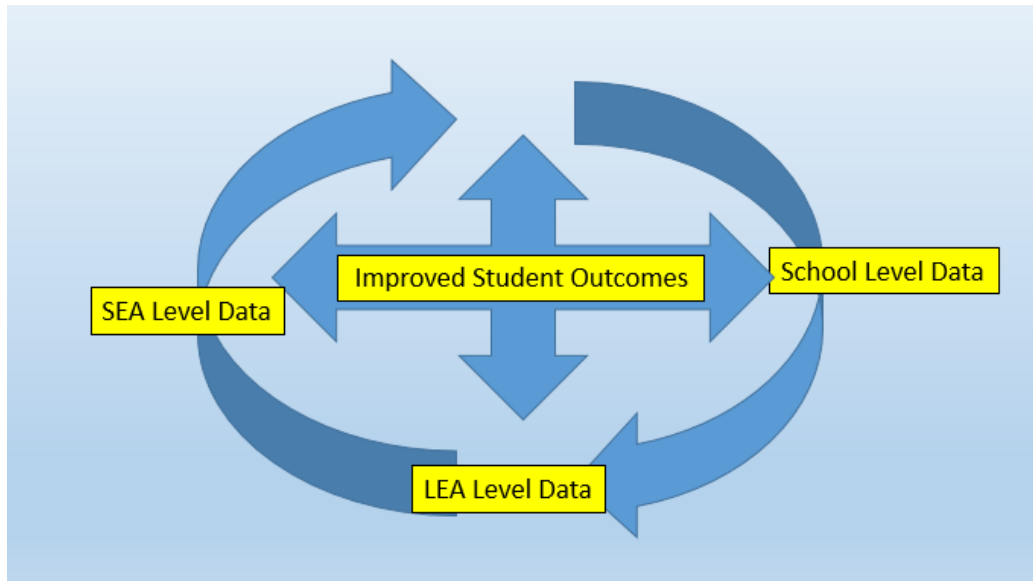 Improved Student Outcomes
School Level Data
SEA Level Data
LEA Level Data